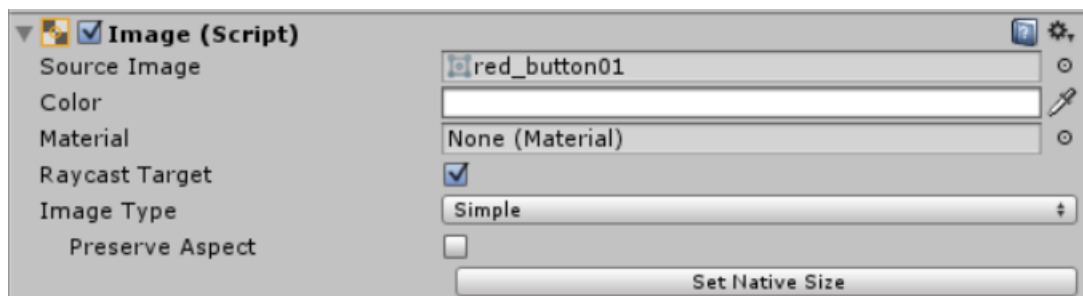 Image (Script)
Source Image red_button01
Color
Material None (Material)
Raycast Target
Image Type Simple
Preserve Aspect
Set Native Size